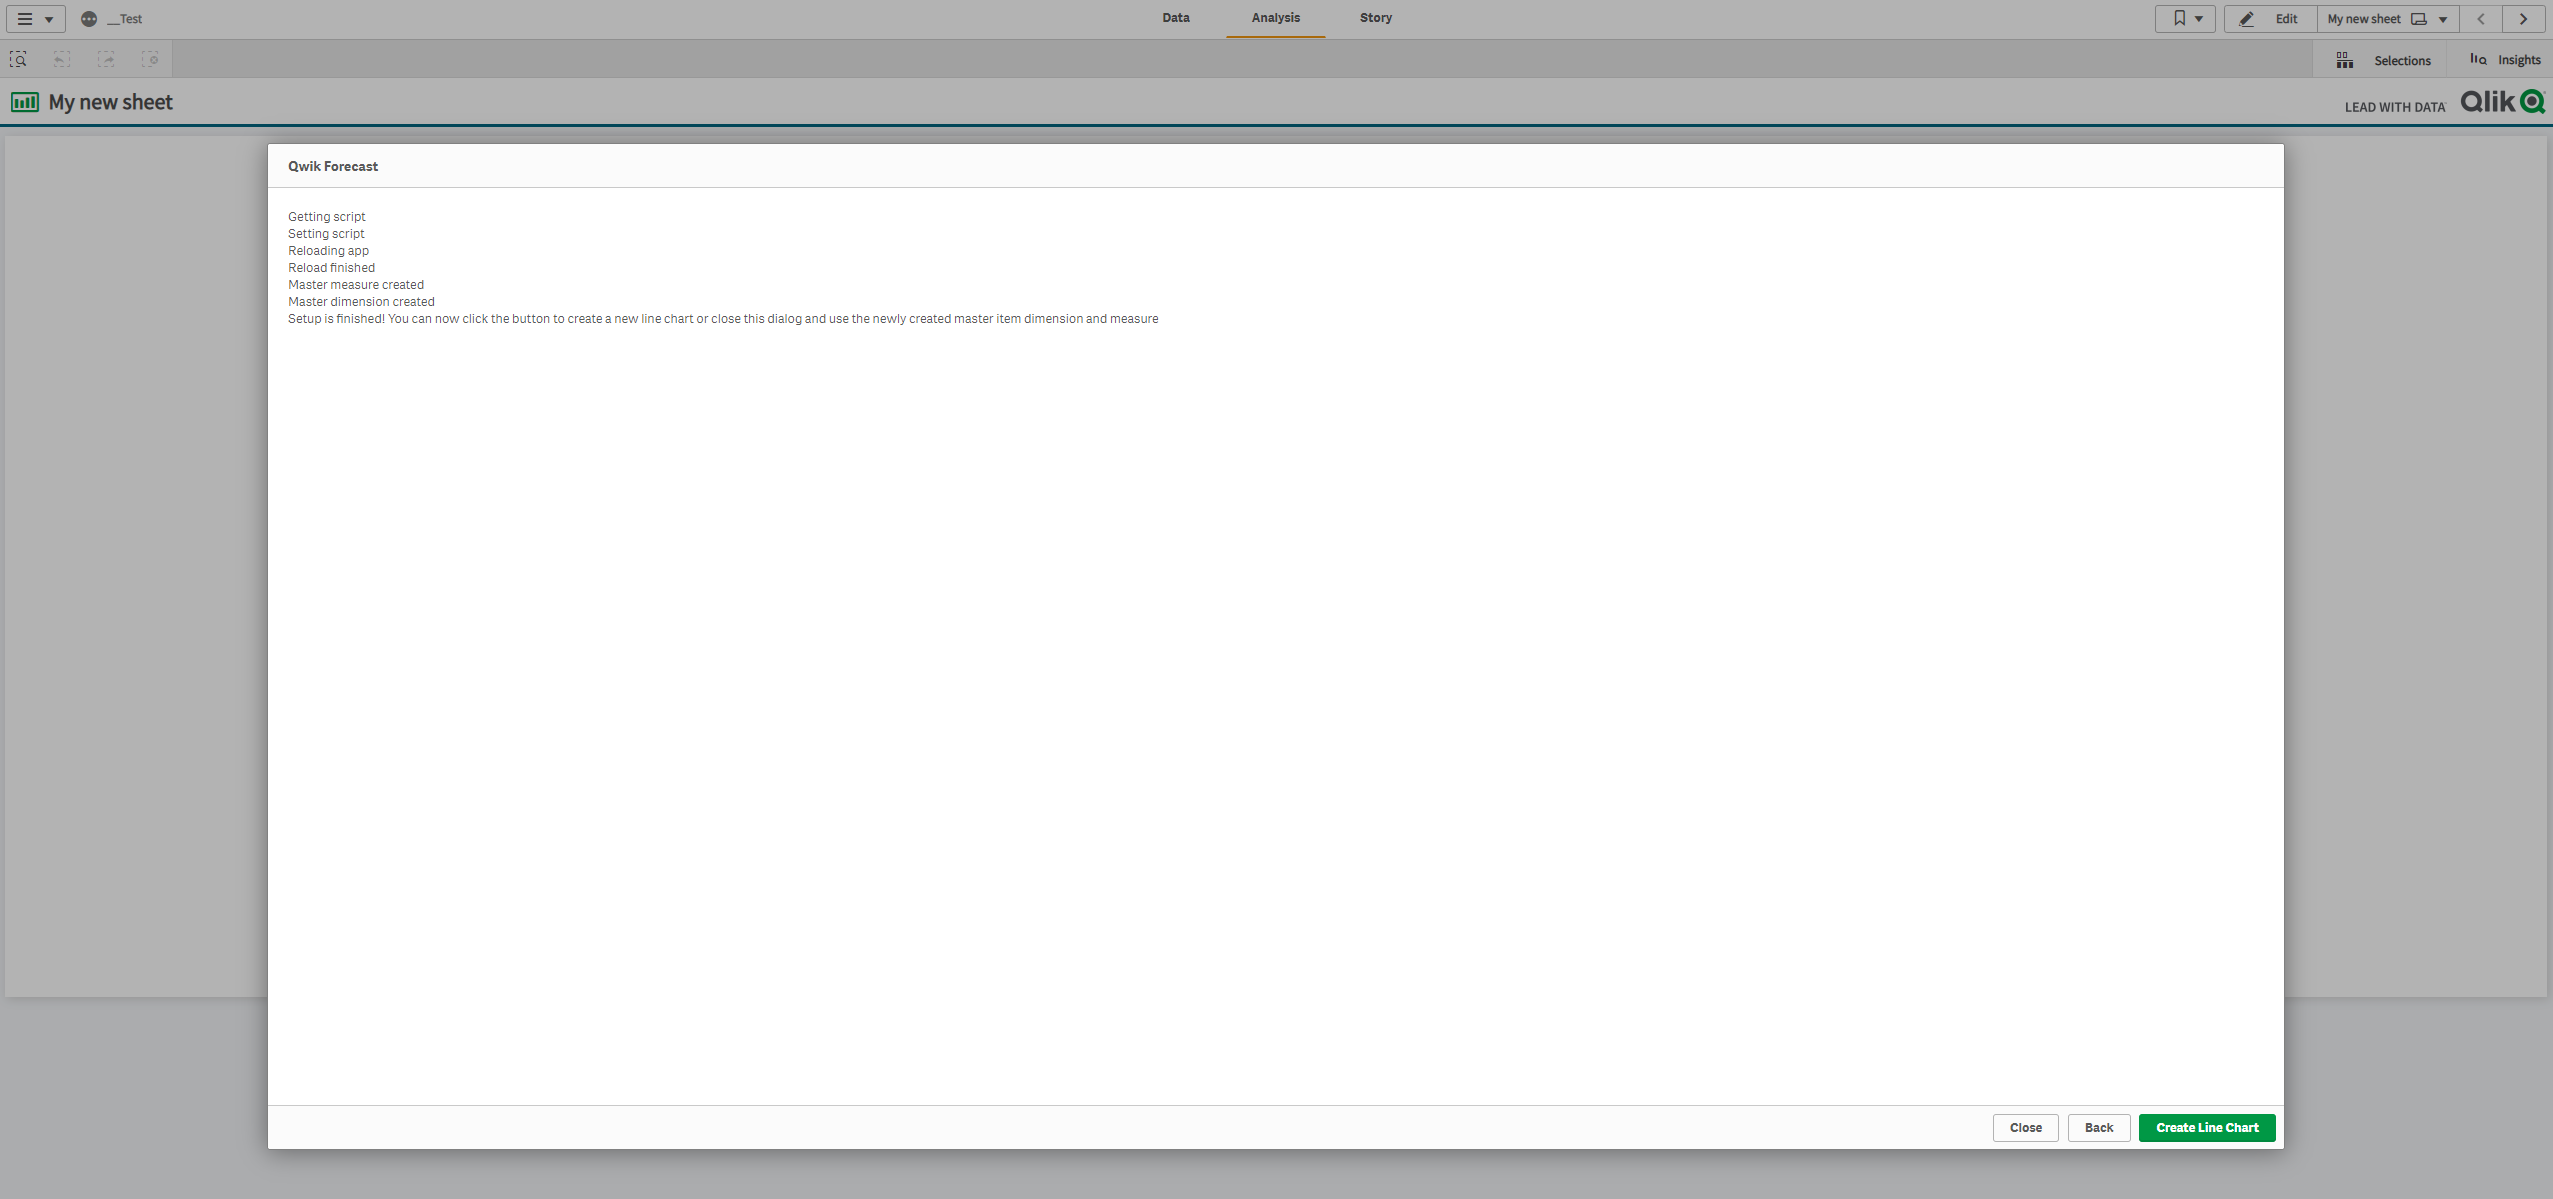 __Test
Data
Analysis
Story
Edit
My new sheet
Selections
Insights
My new sheet
LEAD WITH DATA
Qlik
Qwik Forecast
Getting script
Setting script
Reloading app
Reload finished
Master measure created
Master dimension created
Setup is finished! You can now click the button to create a new line chart or close this dialog and use the newly created master item dimension and measure
Close
Back
Create Line Chart